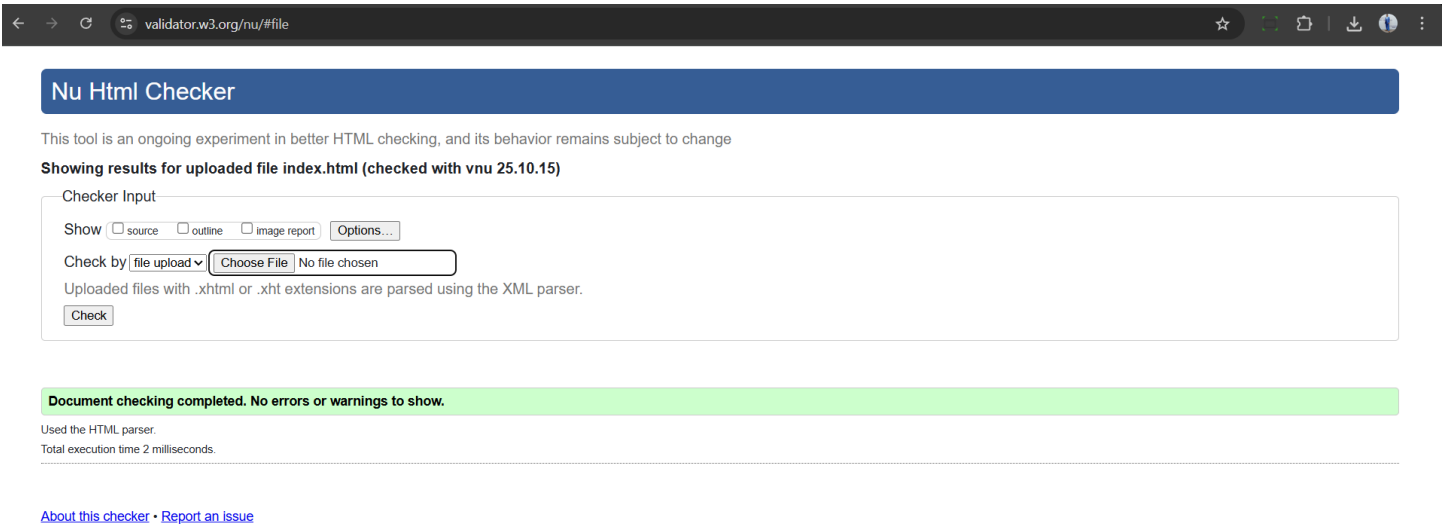 validator.w3.org/nu/#file
Nu Html Checker
This tool is an ongoing experiment in better HTML checking, and its behavior remains subject to change
Showing results for uploaded file index.html (checked with vnu 25.10.15)
Checker Input
Show source outline image report Options...
Check by file upload Choose File No file chosen
Uploaded files with .xhtml or .xht extensions are parsed using the XML parser.
Check
Document checking completed. No errors or warnings to show.
Used the HTML parser.
Total execution time 2 milliseconds.
About this checker • Report an issue